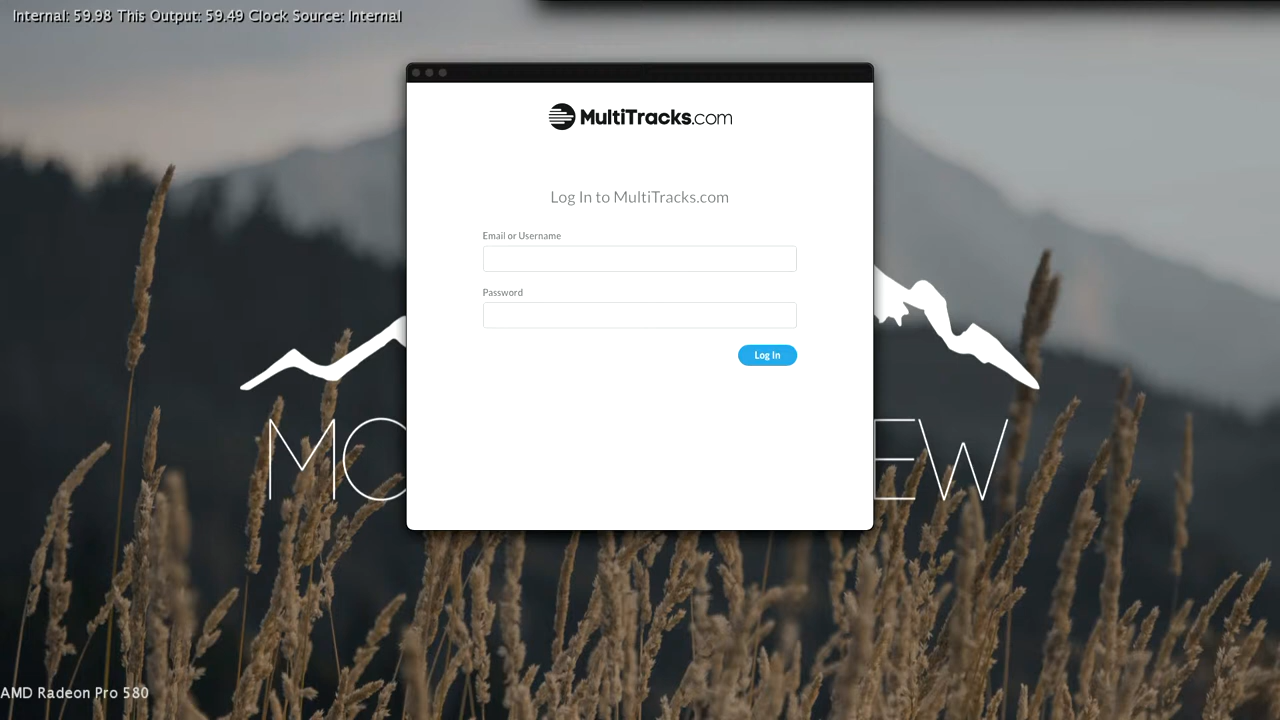 Internal: 59.98 This Output: 59.49 Clock Source: Internal
MultiTracks.com
Log In to MultiTracks.com
Email or Username
Password
Log In
MO
EW
AMD Radeon Pro 580